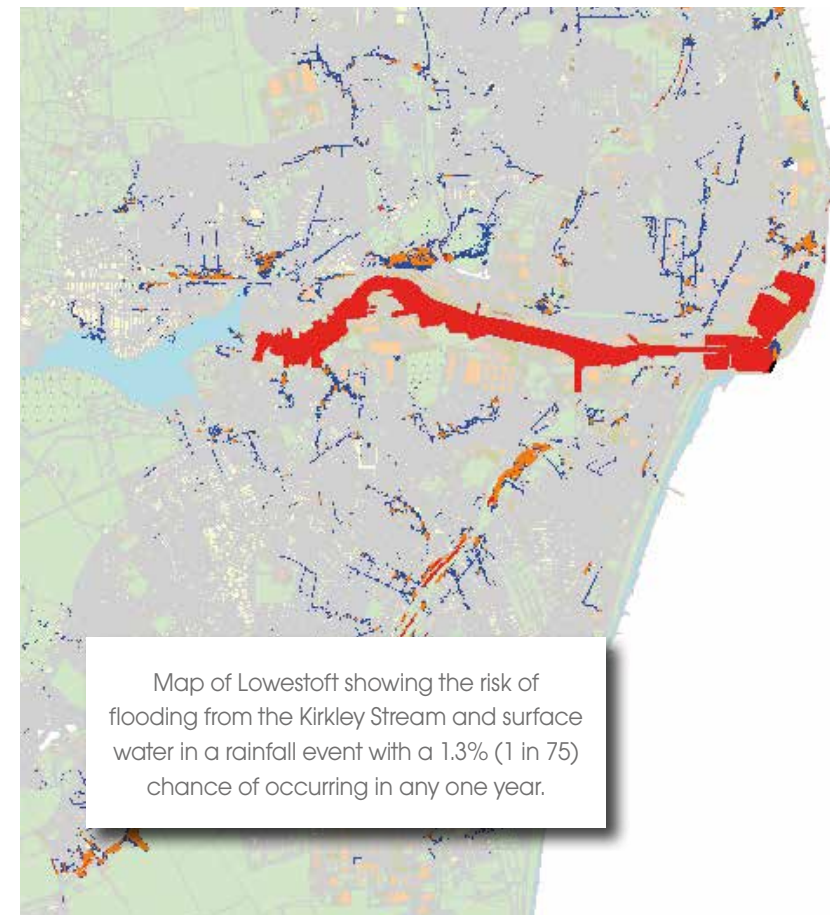 Map of Lowestoft showing the risk of
flooding from the Kirkley Stream and surface
water in a rainfall event with a 1.3% (1 in 75)
chance of occurring in any one year.